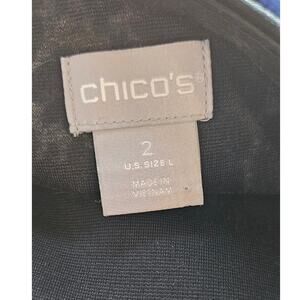 chico's®
2
U.S. SIZE L
MADE IN
VIETNAM